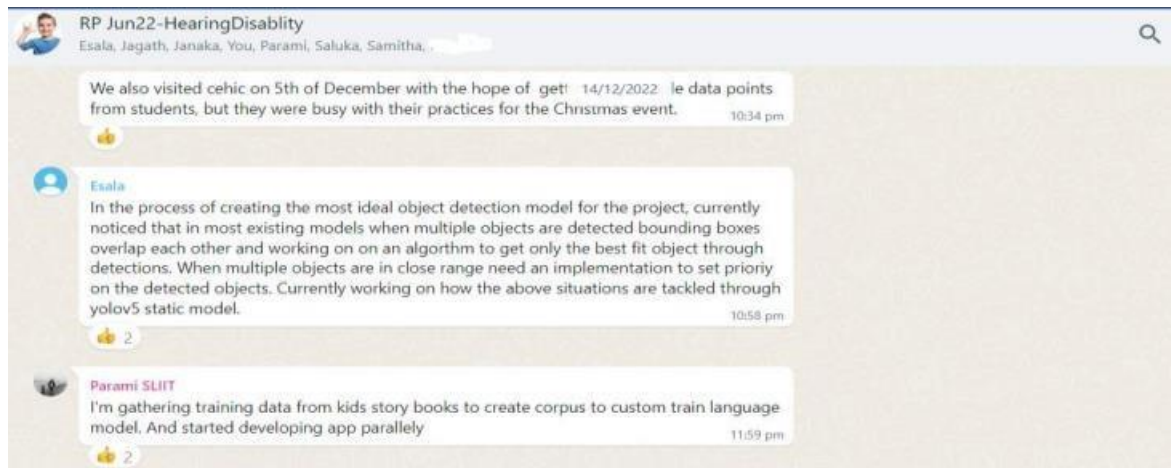 RP Jun22-HearingDisablity
Esala, Jagath, Janaka, You, Parami, Saluka, Samitha,
We also visited cehic on 5th of December with the hope of get 14/12/2022 le data points
from students, but they were busy with their practices for the Christmas event.
10:34 pm
Esala
In the process of creating the most ideal object detection model for the project, currently
noticed that in most existing models when multiple objects are detected bounding boxes
overlap each other and working on on an algorthm to get only the best fit object through
detections. When multiple objects are in close range need an implementation to set prioriy
on the detected objects. Currently working on how the above situations are tackled through
yolov5 static model.
10:58 pm
2
Parami SLIIT
I'm gathering training data from kids story books to create corpus to custom train language
model. And started developing app parallely
11:59 pm
2